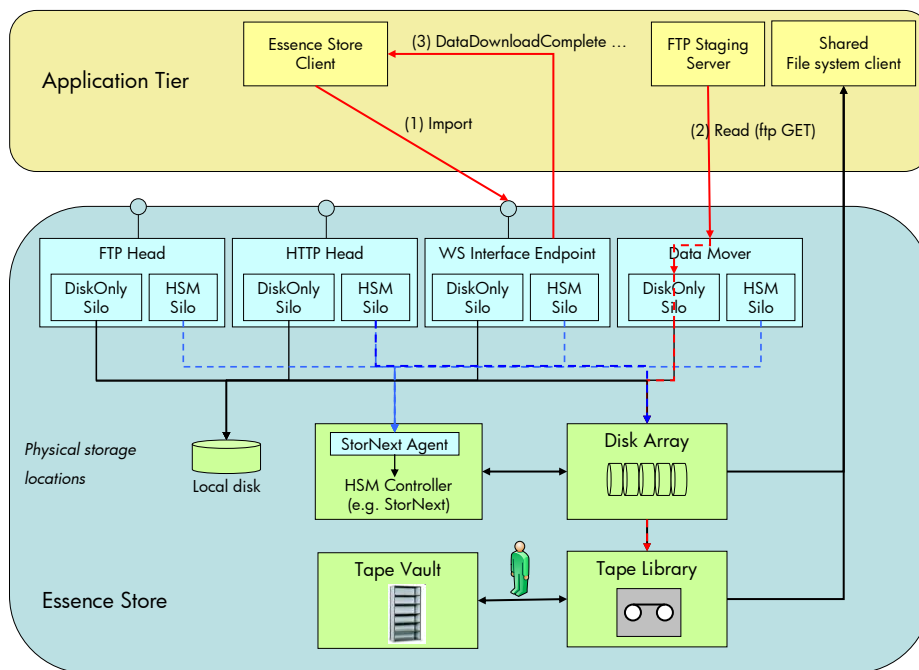 Essence Store
Client
(3) DataDownloadComplete ...
FTP Staging
Server
Shared
File system client
Application Tier
(1) Import
(2) Read (ftp GET)
FTP Head
HTTP Head
WS Interface Endpoint
Data Mover
DiskOnly
Silo
HSM
Silo
DiskOnly
Silo
HSM
Silo
DiskOnly
Silo
HSM
Silo
DiskOnly
Silo
HSM
Silo
Physical storage
locations
Local disk
StorNext Agent
HSM Controller
(e.g. StorNext)
Disk Array
Tape Vault
Tape Library
Essence Store